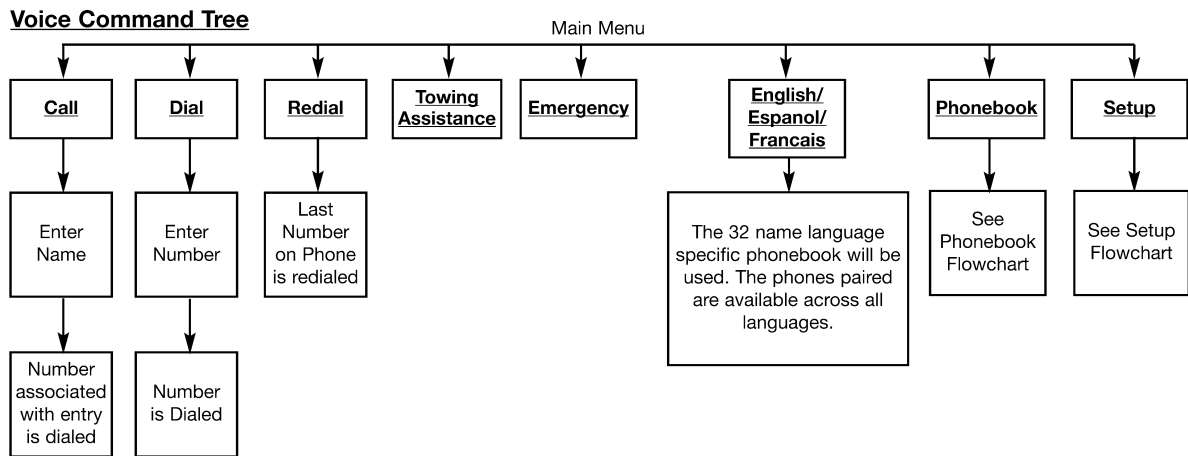 Voice Command Tree
Main Menu
Call
Dial
Redial
Towing
Assistance
Emergency
English/
Espanol/
Francais
Phonebook
Setup
Enter
Name
Enter
Number
Last
Number
on Phone
is redialed
The 32 name language
specific phonebook will be
used. The phones paired
are available across all
languages.
See
Phonebook
Flowchart
See Setup
Flowchart
Number
associated
with entry
is dialed
Number
is Dialed